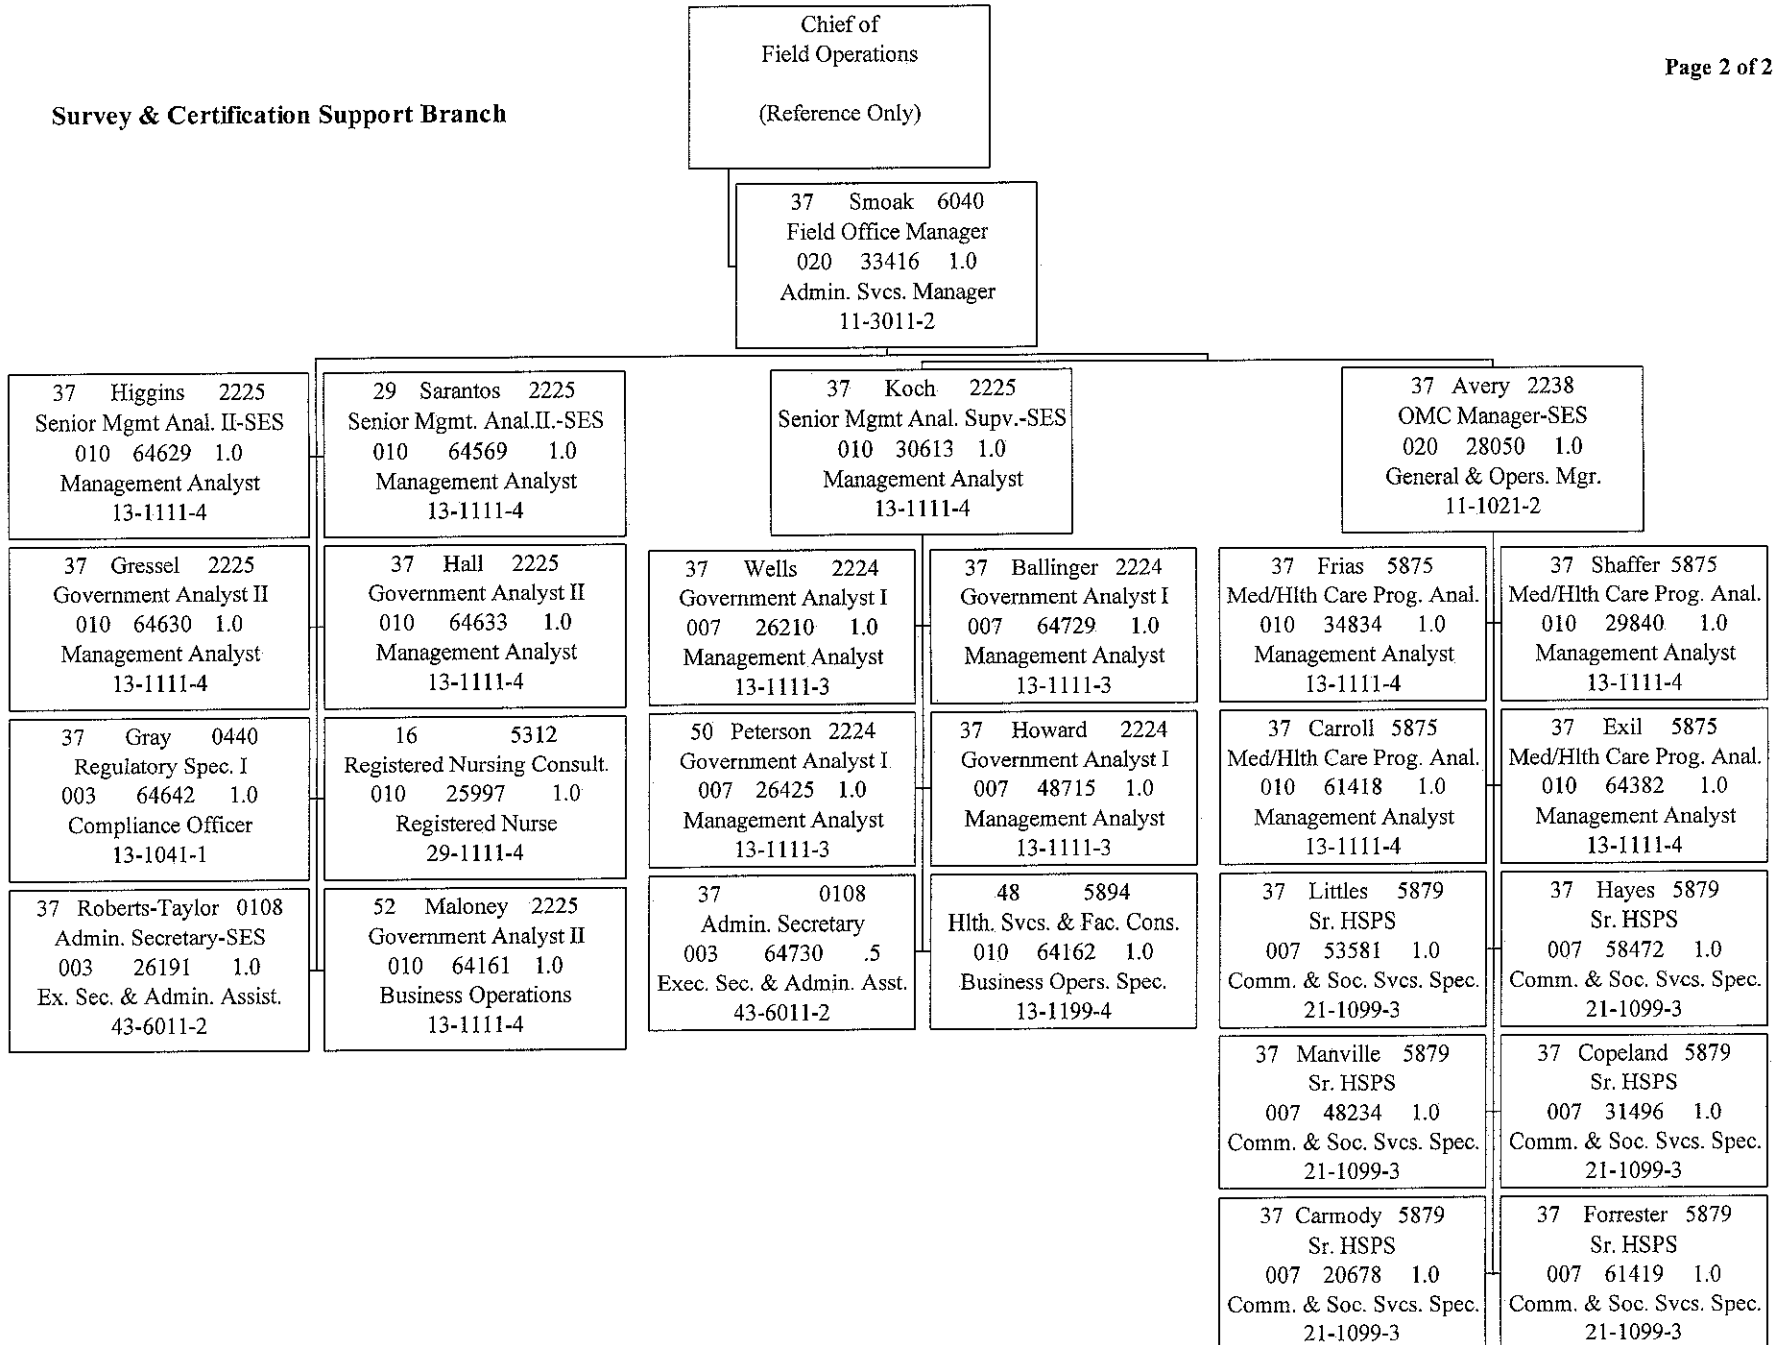 Chief of
Field Operations
(Reference Only)
Page 2 of 2
Survey & Certification Support Branch
37 Smoak 6040
Field Office Manager
020 33416 1.0
Admin. Svcs. Manager
11-3011-2
37 Higgins 2225
Senior Mgmt Anal. II-SES
010 64629 1.0
Management Analyst
13-1111-4
29 Sarantos 2225
Senior Mgmt. Anal.II.-SES
010 64569 1.0
Management Analyst
13-1111-4
37 Koch 2225
Senior Mgmt Anal. Supv.-SES
010 30613 1.0
Management Analyst
13-1111-4
37 Avery 2238
OMC Manager-SES
020 28050 1.0
General & Opers. Mgr.
11-1021-2
37 Gressel 2225
Government Analyst II
010 64630 1.0
Management Analyst
13-1111-4
37 Hall 2225
Government Analyst II
010 64633 1.0
Management Analyst
13-1111-4
37 Wells 2224
Government Analyst I
007 26210 1.0
Management Analyst
13-1111-3
37 Ballinger 2224
Government Analyst I
007 64729 1.0
Management Analyst
13-1111-3
37 Frias 5875
Med/Hlth Care Prog. Anal.
010 34834 1.0
Management Analyst
13-1111-4
37 Shaffer 5875
Med/Hlth Care Prog. Anal.
010 29840 1.0
Management Analyst
13-1111-4
37 Gray 0440
Regulatory Spec. I
003 64642 1.0
Compliance Officer
13-1041-1
16 5312
Registered Nursing Consult.
010 25997 1.0
Registered Nurse
29-1111-4
50 Peterson 2224
Government Analyst I
007 26425 1.0
Management Analyst
13-1111-3
37 Howard 2224
Government Analyst I
007 48715 1.0
Management Analyst
13-1111-3
37 Carroll 5875
Med/Hlth Care Prog. Anal.
010 61418 1.0
Management Analyst
13-1111-4
37 Exil 5875
Med/Hlth Care Prog. Anal.
010 64382 1.0
Management Analyst
13-1111-4
37 Roberts-Taylor 0108
Admin. Secretary-SES
003 26191 1.0
Ex. Sec. & Admin. Assist.
43-6011-2
52 Maloney 2225
Government Analyst II
010 64161 1.0
Business Operations
13-1111-4
37 0108
Admin. Secretary
003 64730 .5
Exec. Sec. & Admin. Asst.
43-6011-2
48 5894
Hlth. Svcs. & Fac. Cons.
010 64162 1.0
Business Opers. Spec.
13-1199-4
37 Littles 5879
Sr. HSPS
007 53581 1.0
Comm. & Soc. Svcs. Spec.
21-1099-3
37 Hayes 5879
Sr. HSPS
007 58472 1.0
Comm. & Soc. Svcs. Spec.
21-1099-3
37 Manville 5879
Sr. HSPS
007 48234 1.0
Comm. & Soc. Svcs. Spec.
21-1099-3
37 Copeland 5879
Sr. HSPS
007 31496 1.0
Comm. & Soc. Svcs. Spec.
21-1099-3
37 Carmody 5879
Sr. HSPS
007 20678 1.0
Comm. & Soc. Svcs. Spec.
21-1099-3
37 Forrester 5879
Sr. HSPS
007 61419 1.0
Comm. & Soc. Svcs. Spec.
21-1099-3